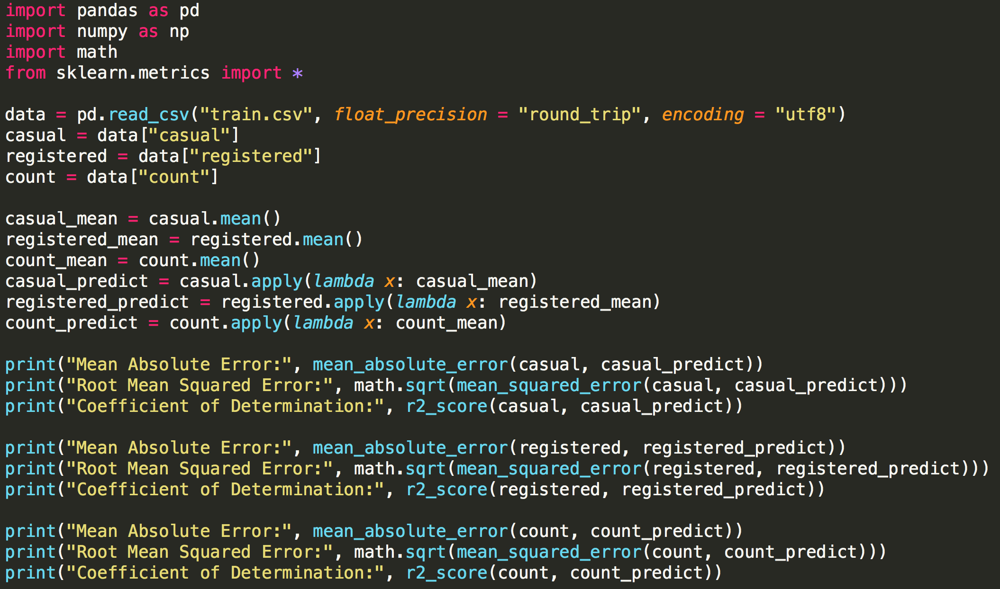 import pandas as pd
import numpy as np
import math
from sklearn.metrics import *
data = pd.read_csv("train.csv", float_precision = "round_trip", encoding = "utf8")
casual = data["casual"]
registered = data["registered"]
count = data["count"]
casual_mean = casual.mean()
registered_mean = registered.mean()
count_mean = count.mean()
casual_predict = casual.apply(lambda x: casual_mean)
registered_predict = registered.apply(lambda x: registered_mean)
count_predict = count.apply(lambda x: count_mean)
print("Mean Absolute Error:", mean_absolute_error(casual, casual_predict))
print("Root Mean Squared Error:", math.sqrt(mean_squared_error(casual, casual_predict)))
print("Coefficient of Determination:", r2_score(casual, casual_predict))
print("Mean Absolute Error:", mean_absolute_error(registered, registered_predict))
print("Root Mean Squared Error:", math.sqrt(mean_squared_error(registered, registered_predict)))
print("Coefficient of Determination:", r2_score(registered, registered_predict))
print("Mean Absolute Error:", mean_absolute_error(count, count_predict))
print("Root Mean Squared Error:", math.sqrt(mean_squared_error(count, count_predict)))
print("Coefficient of Determination:", r2_score(count, count_predict))